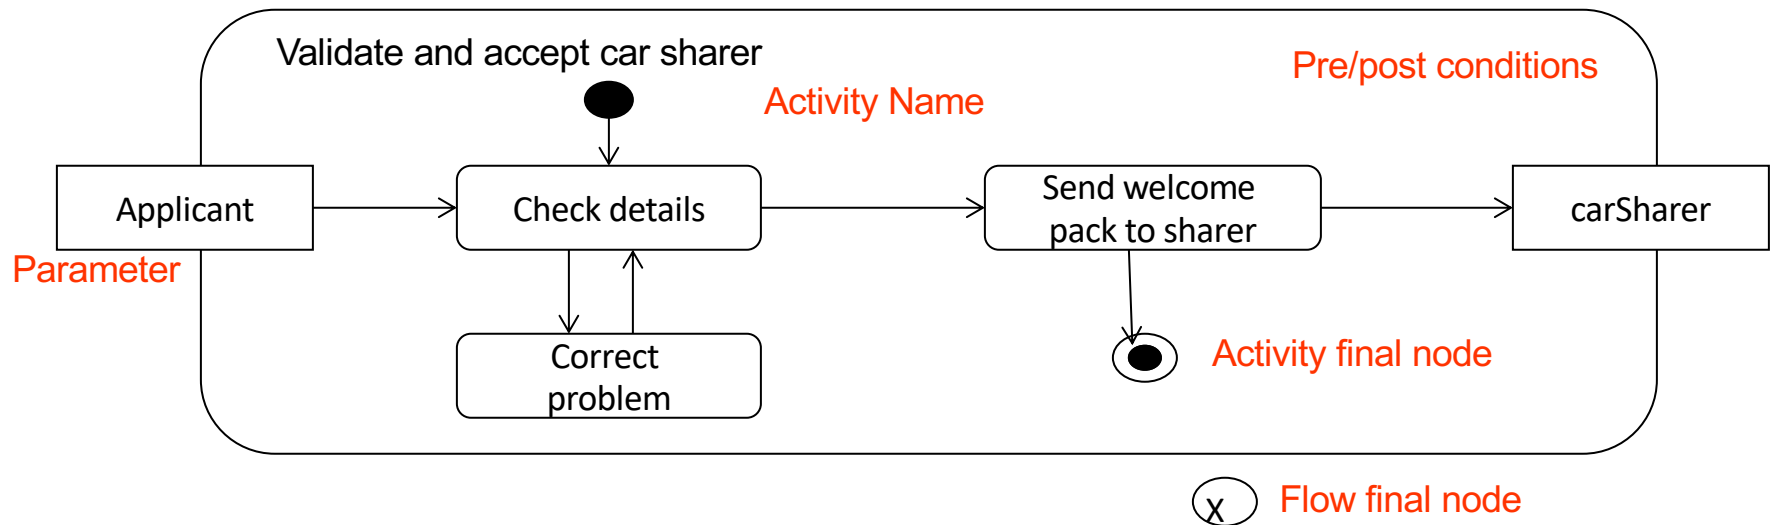 Validate and accept car sharer
Pre/post conditions
Activity Name
Applicant
Check details
Send welcome
pack to sharer
carSharer
Parameter
Correct
problem
Activity final node
X
Flow final node